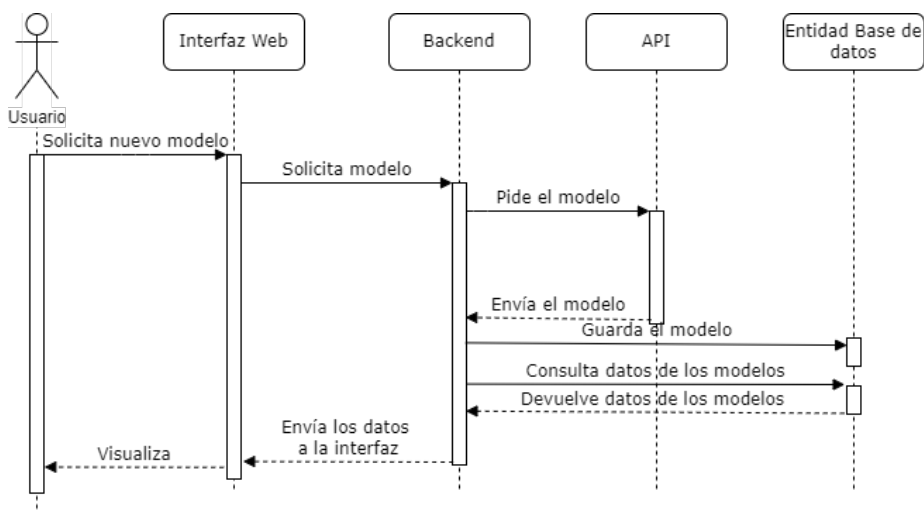 Interfaz Web
Backend
API
Entidad Base de
datos
Usuario
Solicita nuevo modelo
Solicita modelo
Pide el modelo
Envía el modelo
Guarda el modelo
Consulta datos de los modelos
Devuelve datos de los modelos
Envía los datos
a la interfaz
Visualiza